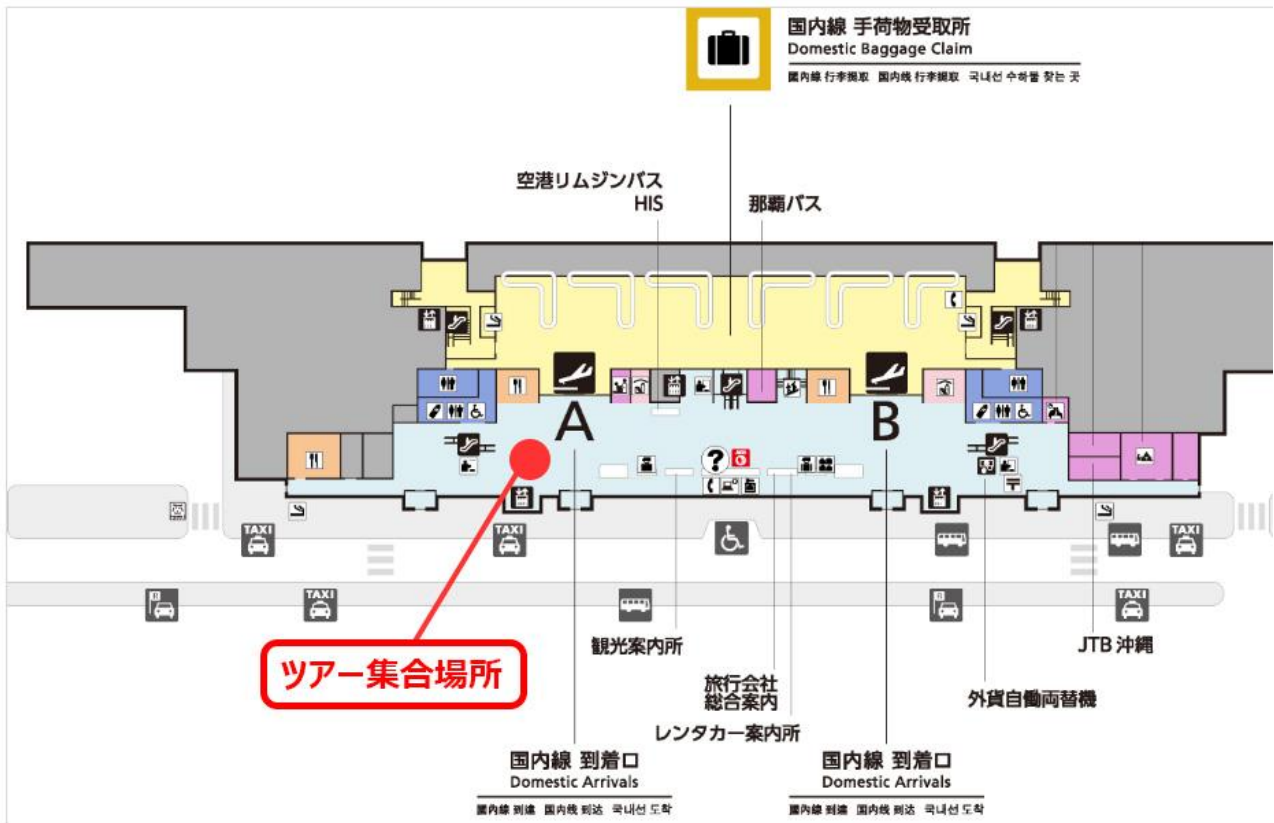 国内線 手荷物受取所
Domestic Baggage Claim
國內線 行李提取 国内线 行李提取 국내선 수하물 찾는 곳
空港リムジンバス
HIS
那覇バス
A
B
?
TAXI
TAXI
TAXI
TAXI
TAXI
ツアー集合場所
観光案内所
旅行会社
総合案内
レンタカー案内所
JTB 沖縄
外貨自働両替機
国内線 到着口
Domestic Arrivals
國內線 到達 国内线 到达 국내선 도착
国内線 到着口
Domestic Arrivals
國內線 到達 国内线 到达 국내선 도착